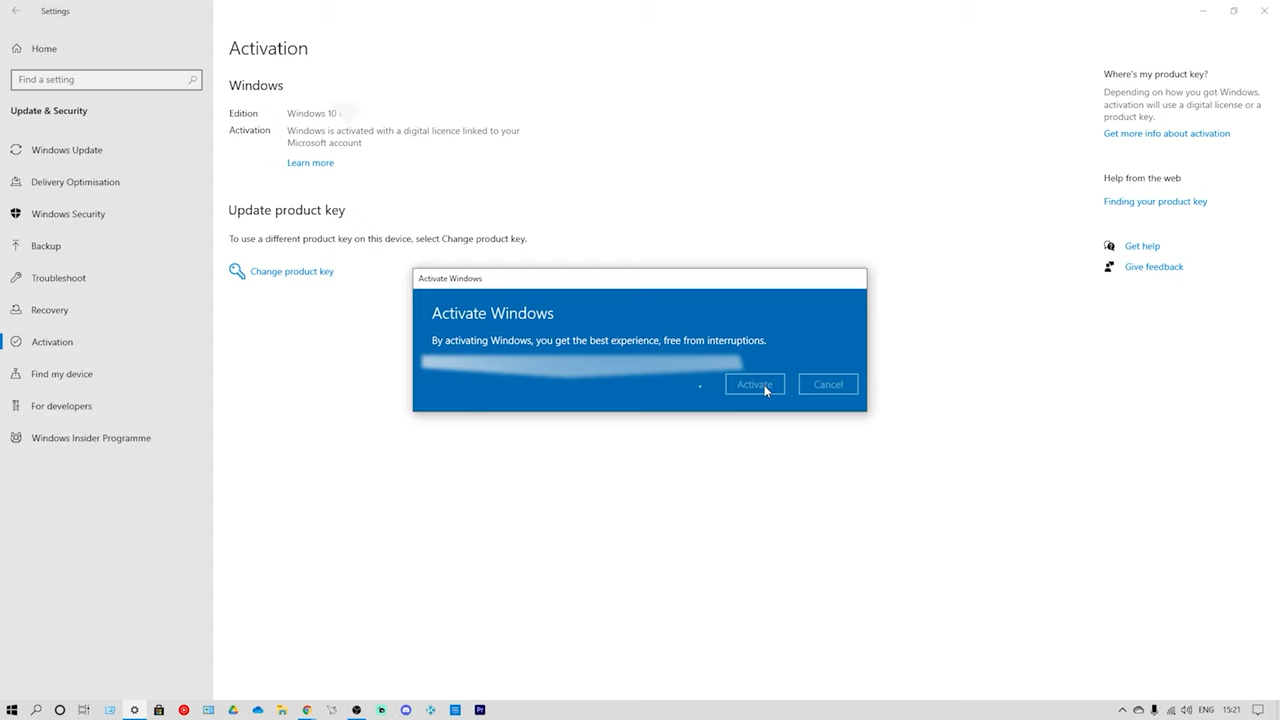 Settings
Home
Find a setting
Update & Security
Windows Update
Delivery Optimisation
Windows Security
Backup
Troubleshoot
Recovery
Activation
Find my device
For developers
Windows Insider Programme
Activation
Windows
Edition Windows 10
Activation Windows is activated with a digital licence linked to your
Microsoft account
Learn more
Update product key
To use a different product key on this device, select Change product key.
Change product key
Activate Windows
Activate Windows
By activating Windows, you get the best experience, free from interruptions.
Activate Cancel
Where's my product key?
Depending on how you got Windows,
activation will use a digital license or a
product key.
Get more info about activation
Help from the web
Finding your product key
Get help
Give feedback
Pr
ENG 15:21